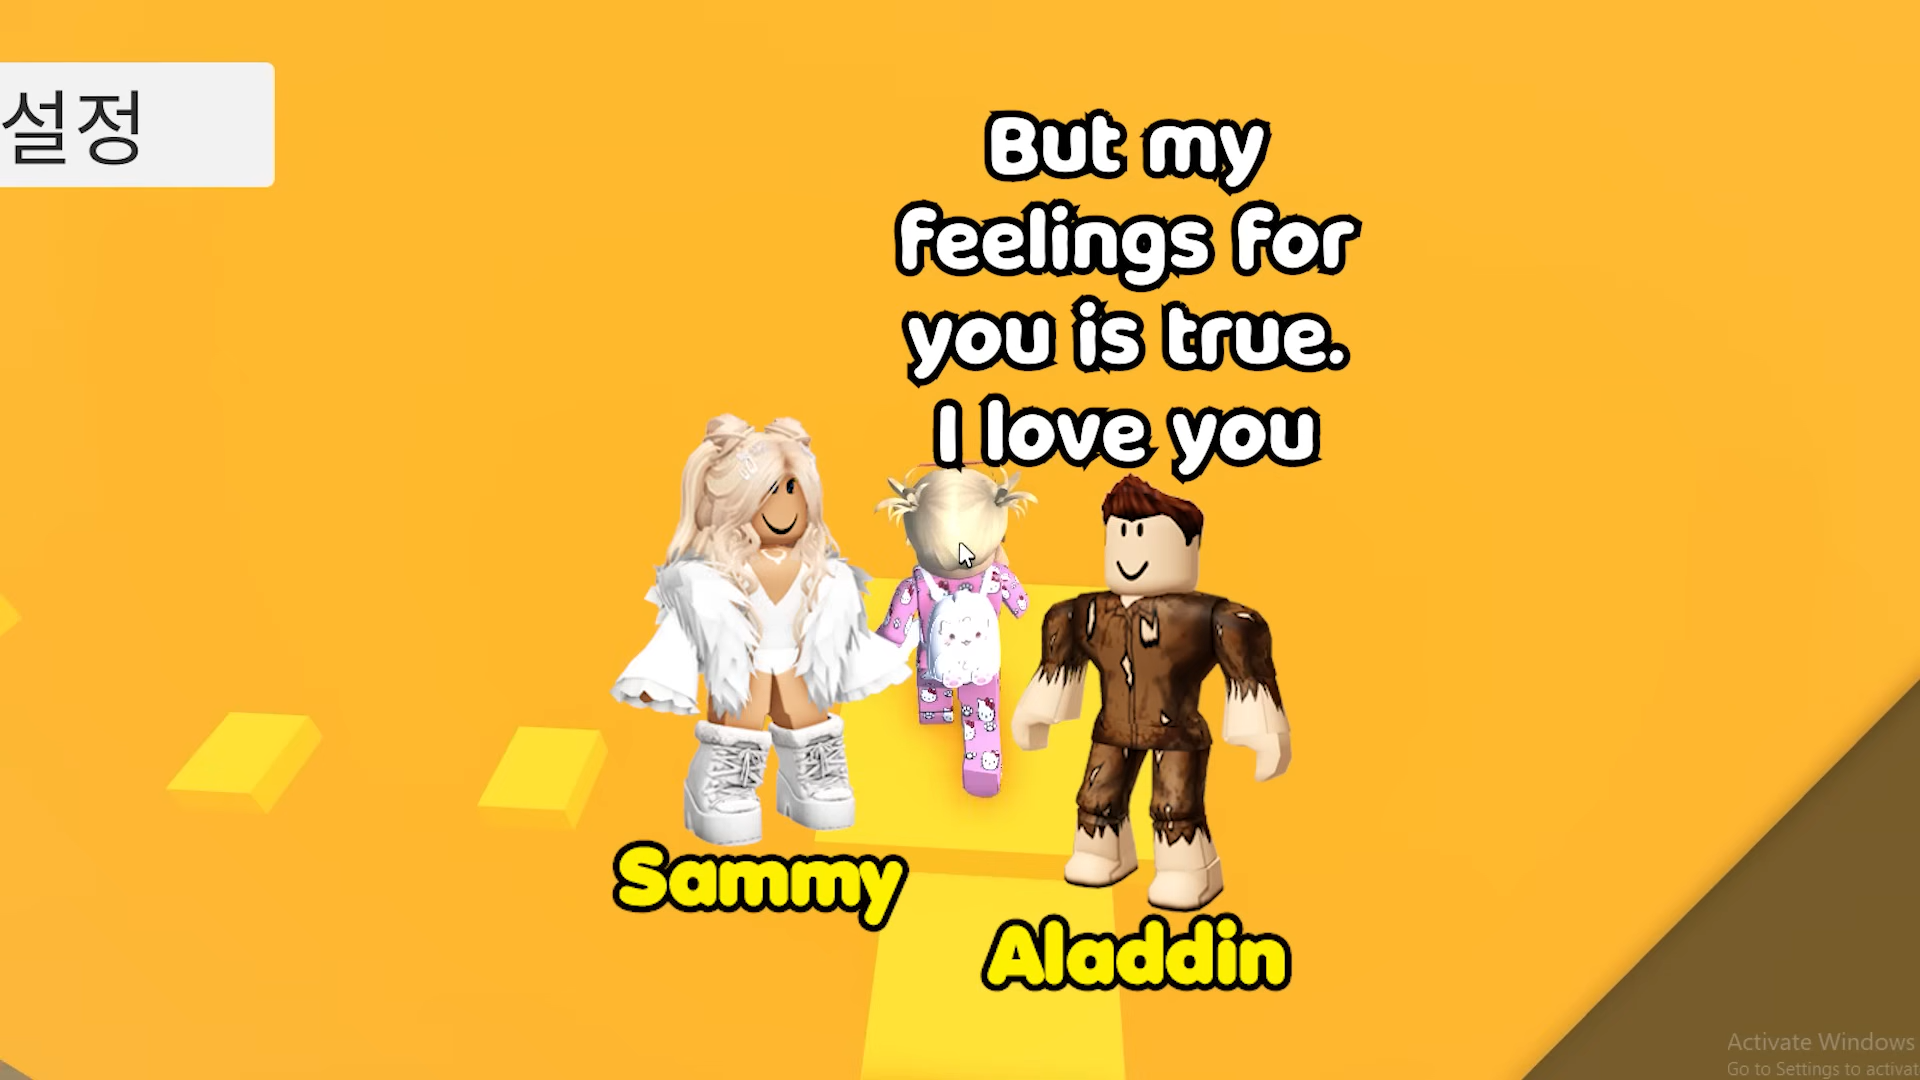 설정
But my
feelings for
you is true.
I love you
Sammy
Aladdin
Activate Windows
Go to Settings to activat